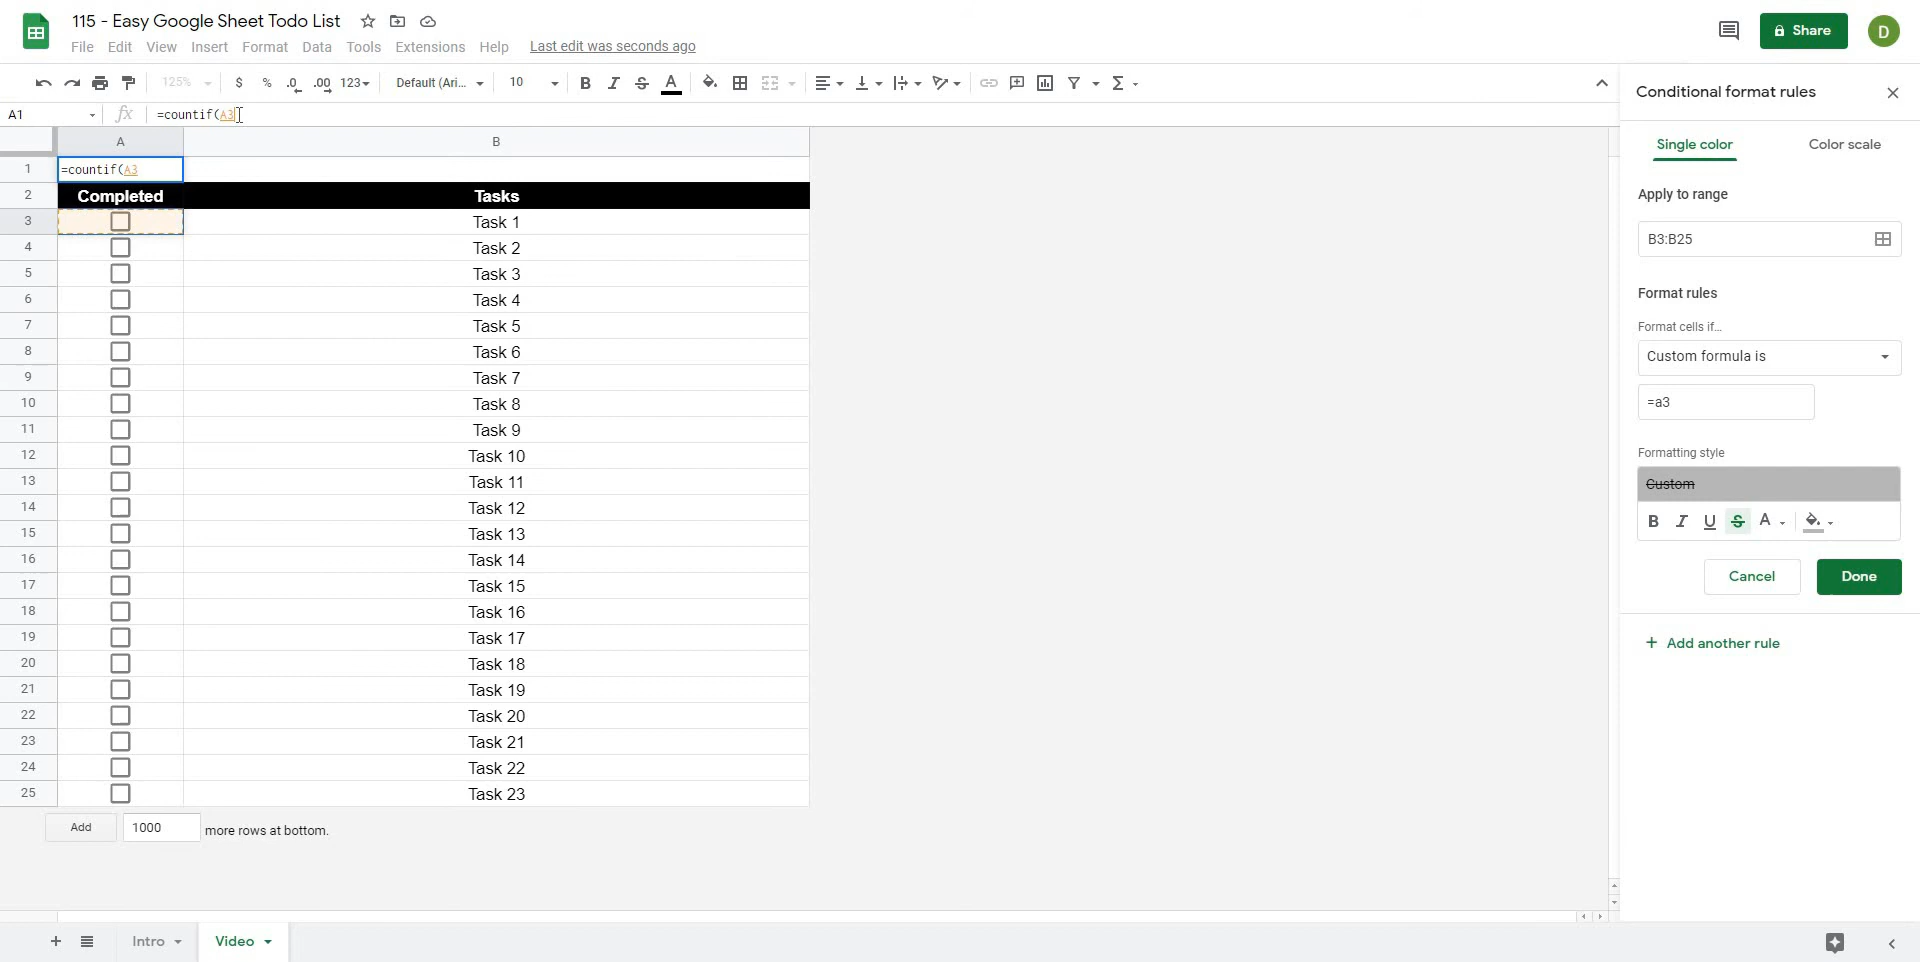 115 - Easy Google Sheet Todo List
File Edit View Insert Format Data Tools Extensions Help Last edit was seconds ago
Share
D
125% $ % .0 .00 123 Default (Ari... 10 B I S A Σ
A1 fx =countif(A3
A B
1 =countif(A3
2 Completed Tasks
3 Task 1
4 Task 2
5 Task 3
6 Task 4
7 Task 5
8 Task 6
9 Task 7
10 Task 8
11 Task 9
12 Task 10
13 Task 11
14 Task 12
15 Task 13
16 Task 14
17 Task 15
18 Task 16
19 Task 17
20 Task 18
21 Task 19
22 Task 20
23 Task 21
24 Task 22
25 Task 23
Add 1000 more rows at bottom.
Intro Video
Conditional format rules
Single color Color scale
Apply to range
B3:B25
Format rules
Format cells if...
Custom formula is
=a3
Formatting style
Custom
B I U S A
Cancel Done
+ Add another rule